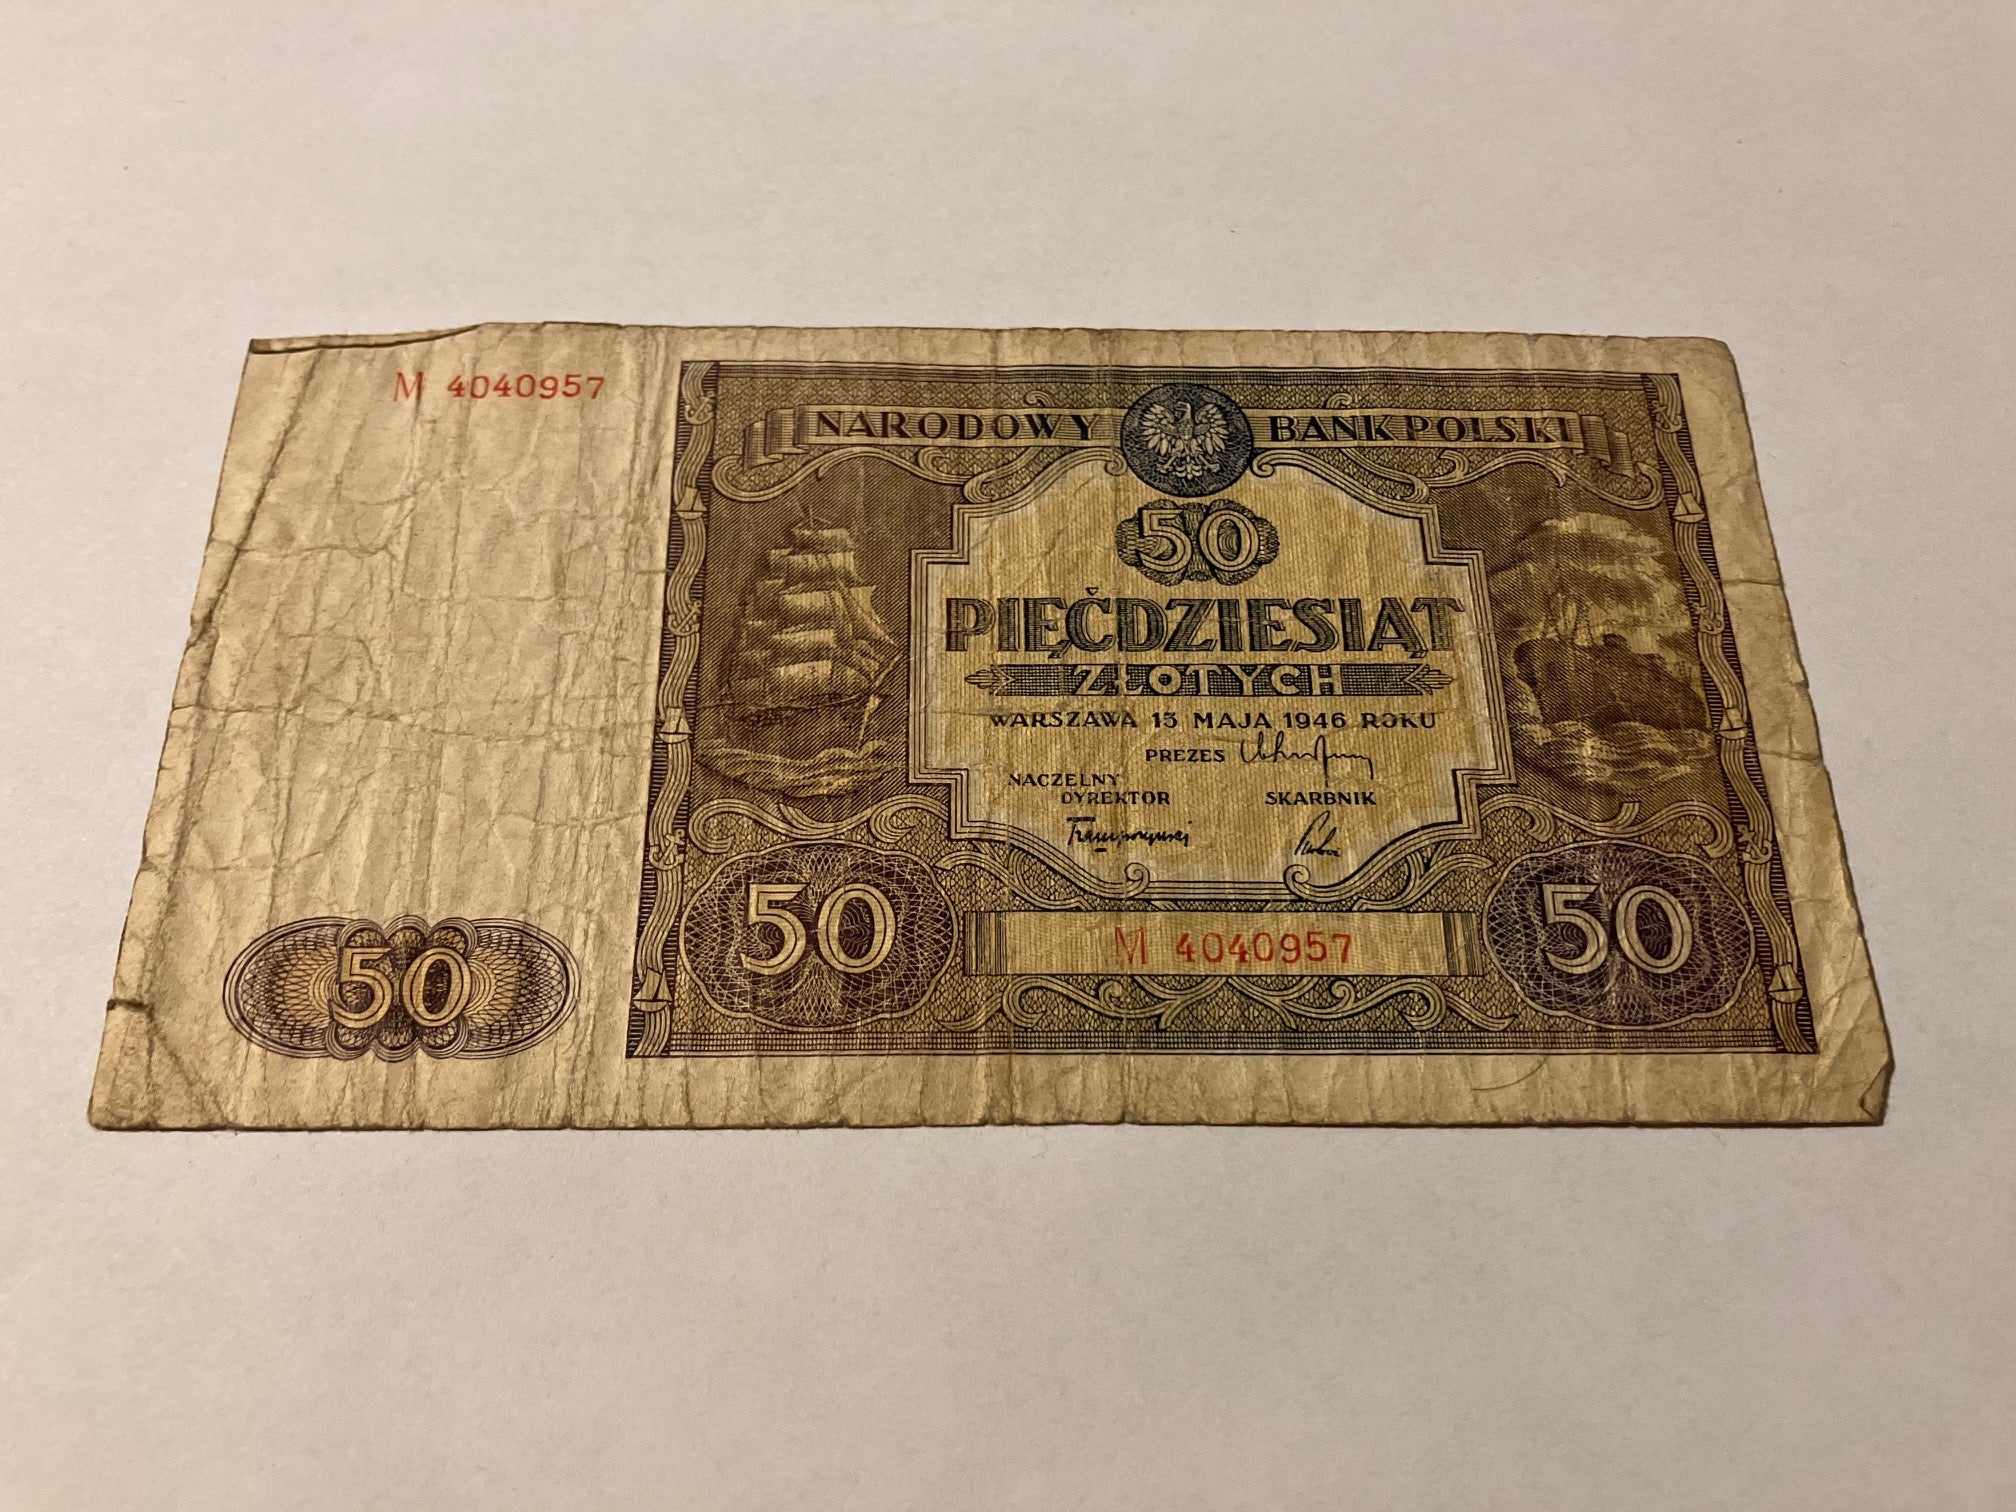 M 4040957
NARODOWY BANK POLSKI
50
PIĘĆDZIESIĄT
ZŁOTYCH
WARSZAWA 15 MAJA 1946 ROKU
PREZES
NACZELNY
DYREKTOR SKARBNIK
50 50 50
M 4040957